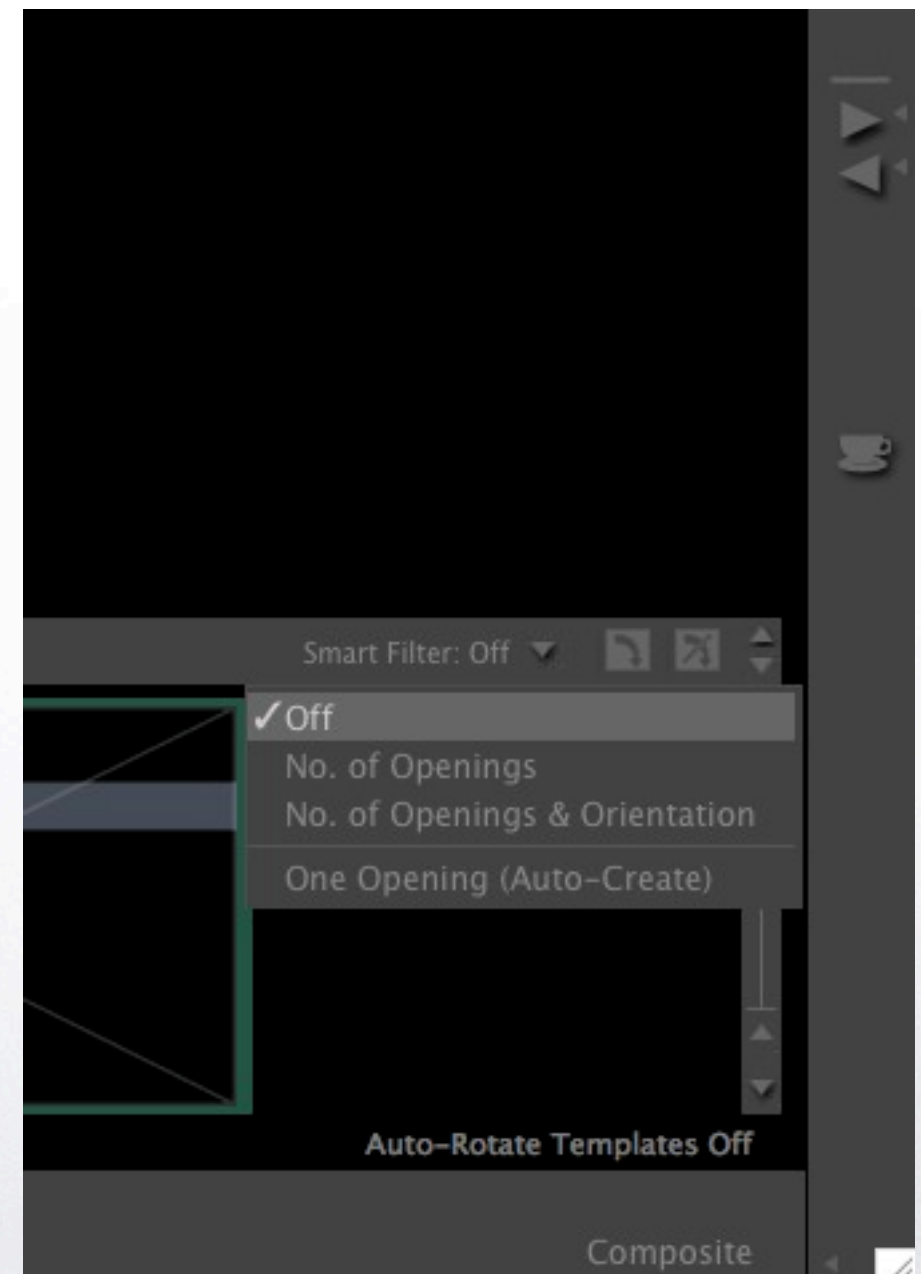 Smart Filter: Off
✓Off
No. of Openings
No. of Openings & Orientation
One Opening (Auto-Create)
Auto-Rotate Templates Off
Composite